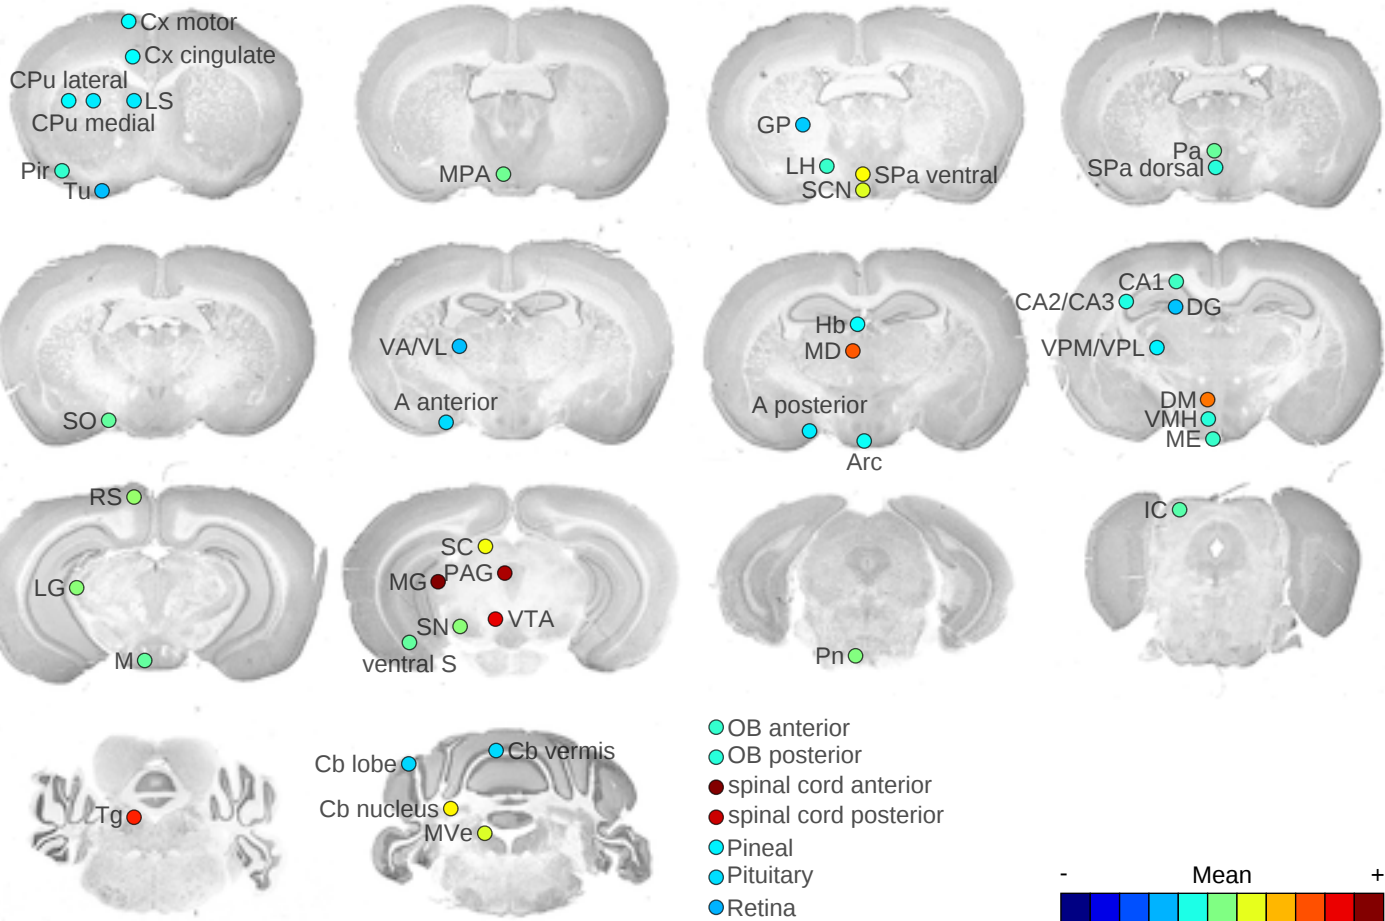 Cx motor
Cx cingulate
CPu lateral
LS
CPu medial
Pir
Tu
MPA
GP
LH
SPa ventral
SCN
Pa
SPa dorsal
SO
VA/VL
A anterior
Hb
MD
A posterior
Arc
CA1
CA2/CA3
DG
VPM/VPL
DM
VMH
ME
RS
LG
M
SC
MG
PAG
SN
VTA
ventral S
Pn
IC
Tg
Cb lobe
Cb vermis
Cb nucleus
MVe
OB anterior
OB posterior
spinal cord anterior
spinal cord posterior
Pineal
Pituitary
Retina
- Mean +